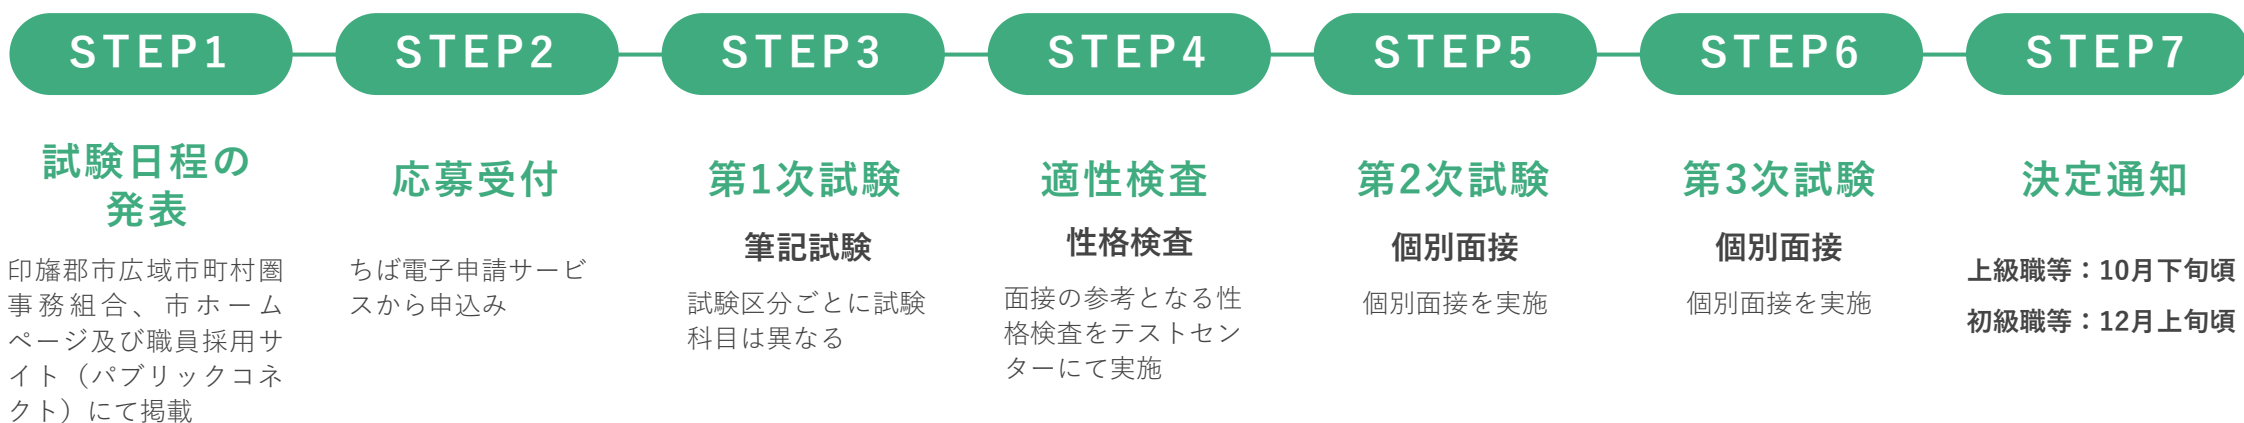 STEP1
試験日程の
発表
印旛郡市広域市町村圏
事務組合、市ホーム
ページ及び職員採用サ
イト（パブリックコネ
クト）にて掲載
STEP2
応募受付
ちば電子申請サービ
スから申込み
STEP3
第1次試験
筆記試験
試験区分ごとに試験
科目は異なる
STEP4
適性検査
性格検査
面接の参考となる性
格検査をテストセン
ターにて実施
STEP5
第2次試験
個別面接
個別面接を実施
STEP6
第3次試験
個別面接
個別面接を実施
STEP7
決定通知
上級職等：10月下旬頃
初級職等：12月上旬頃